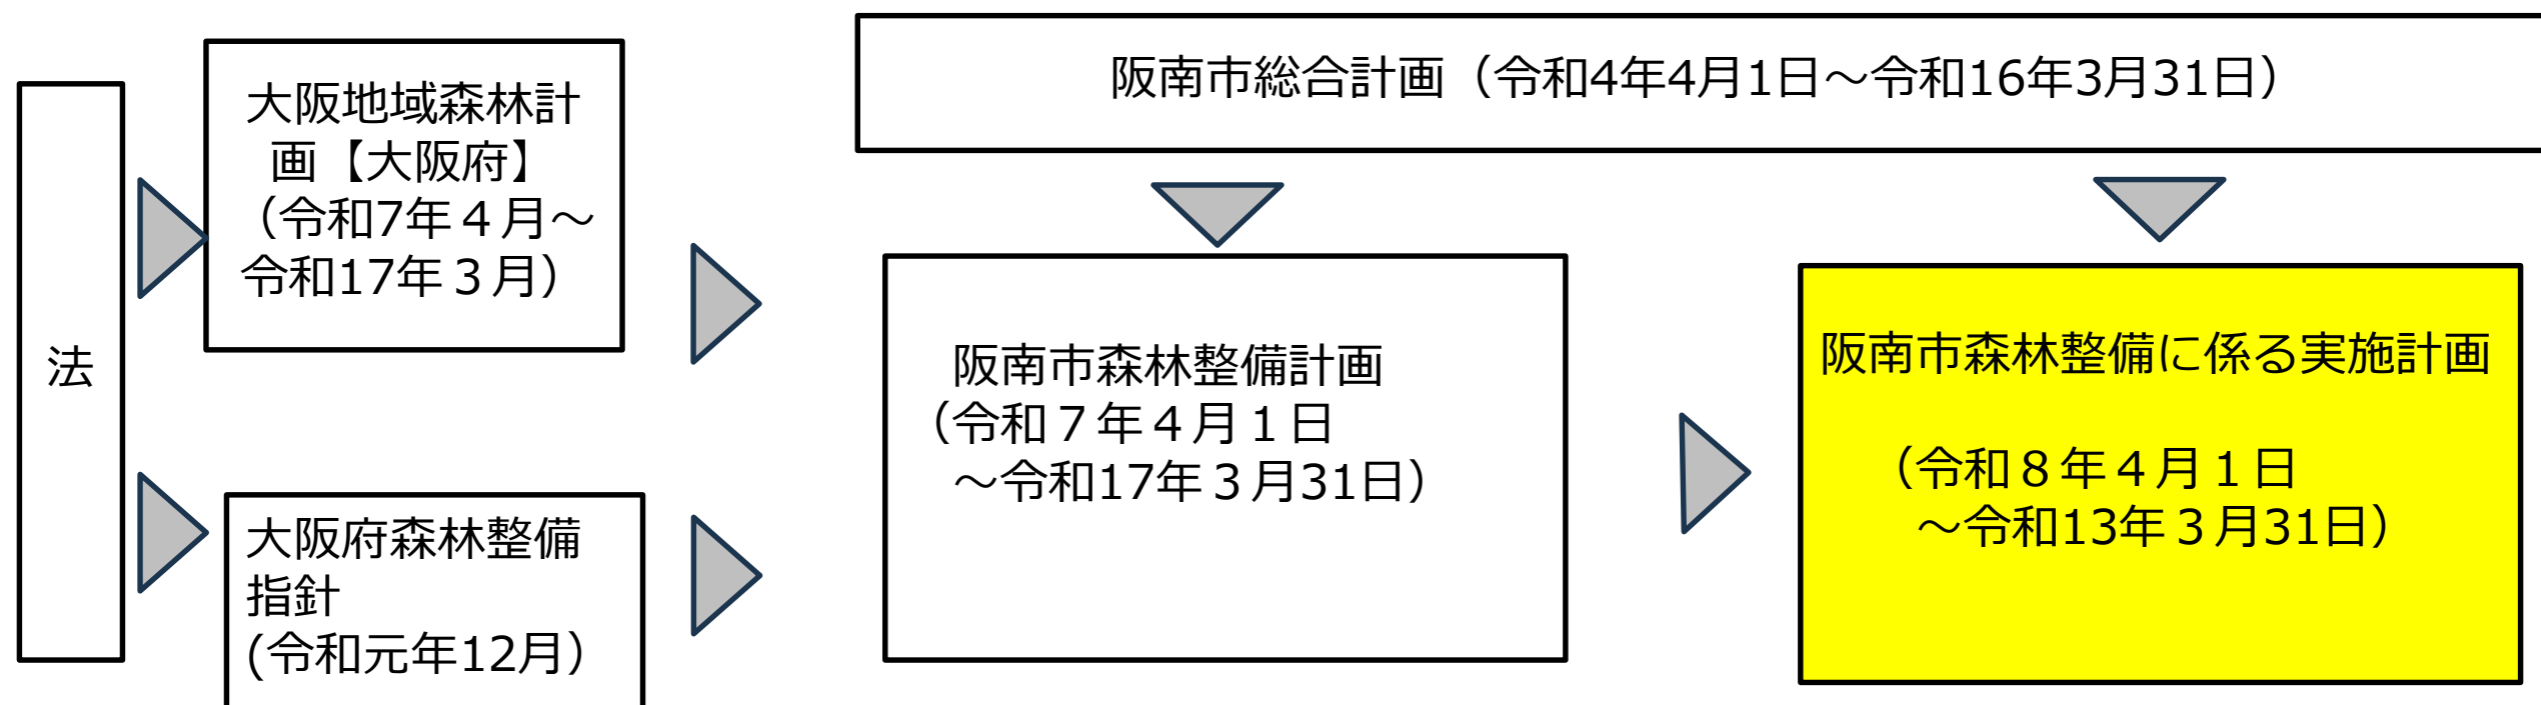 法
大阪地域森林計
画【大阪府】
（令和7年４月～
令和17年３月）
大阪府森林整備
指針
(令和元年12月）
阪南市総合計画（令和4年4月1日～令和16年3月31日）
阪南市森林整備計画
（令和７年４月１日
～令和17年３月31日）
阪南市森林整備に係る実施計画
（令和８年４月１日
～令和13年３月31日）